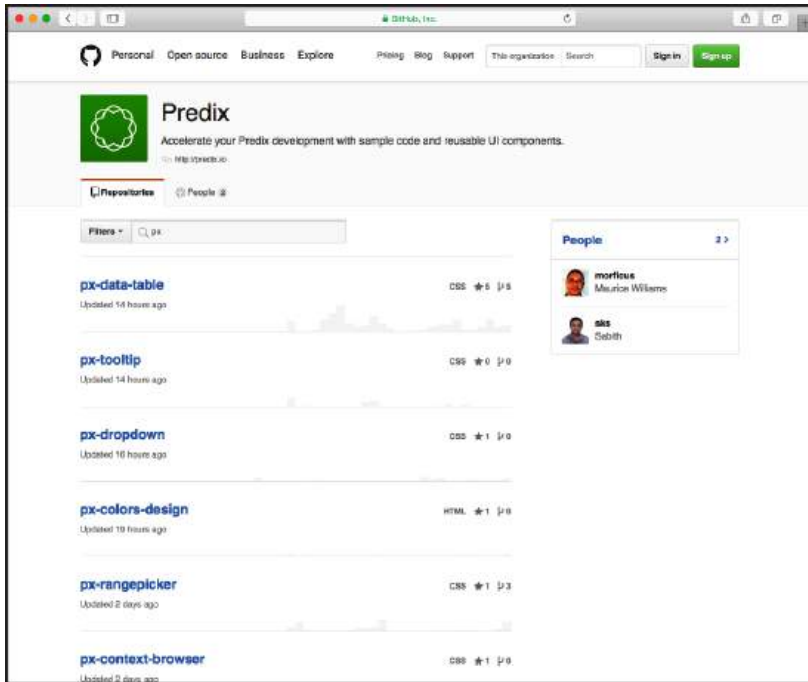 GitHub, Inc.
Personal Open source Business Explore Pricing Blog Support This organization Search Sign in Sign up
Predix
Accelerate your Predix development with sample code and reusable UI components.
http://predix.io
Repositories People 2
Filters px
People 2
px-data-table CSS 5 5
Updated 14 hours ago
morficus
Maurice Williams
sks
Sebith
px-tooltip CSS 0 0
Updated 14 hours ago
px-dropdown CSS 1 0
Updated 16 hours ago
px-colors-design HTML 1 0
Updated 19 hours ago
px-rangepicker CSS 1 3
Updated 2 days ago
px-context-browser CSS 1 0
Updated 2 days ago